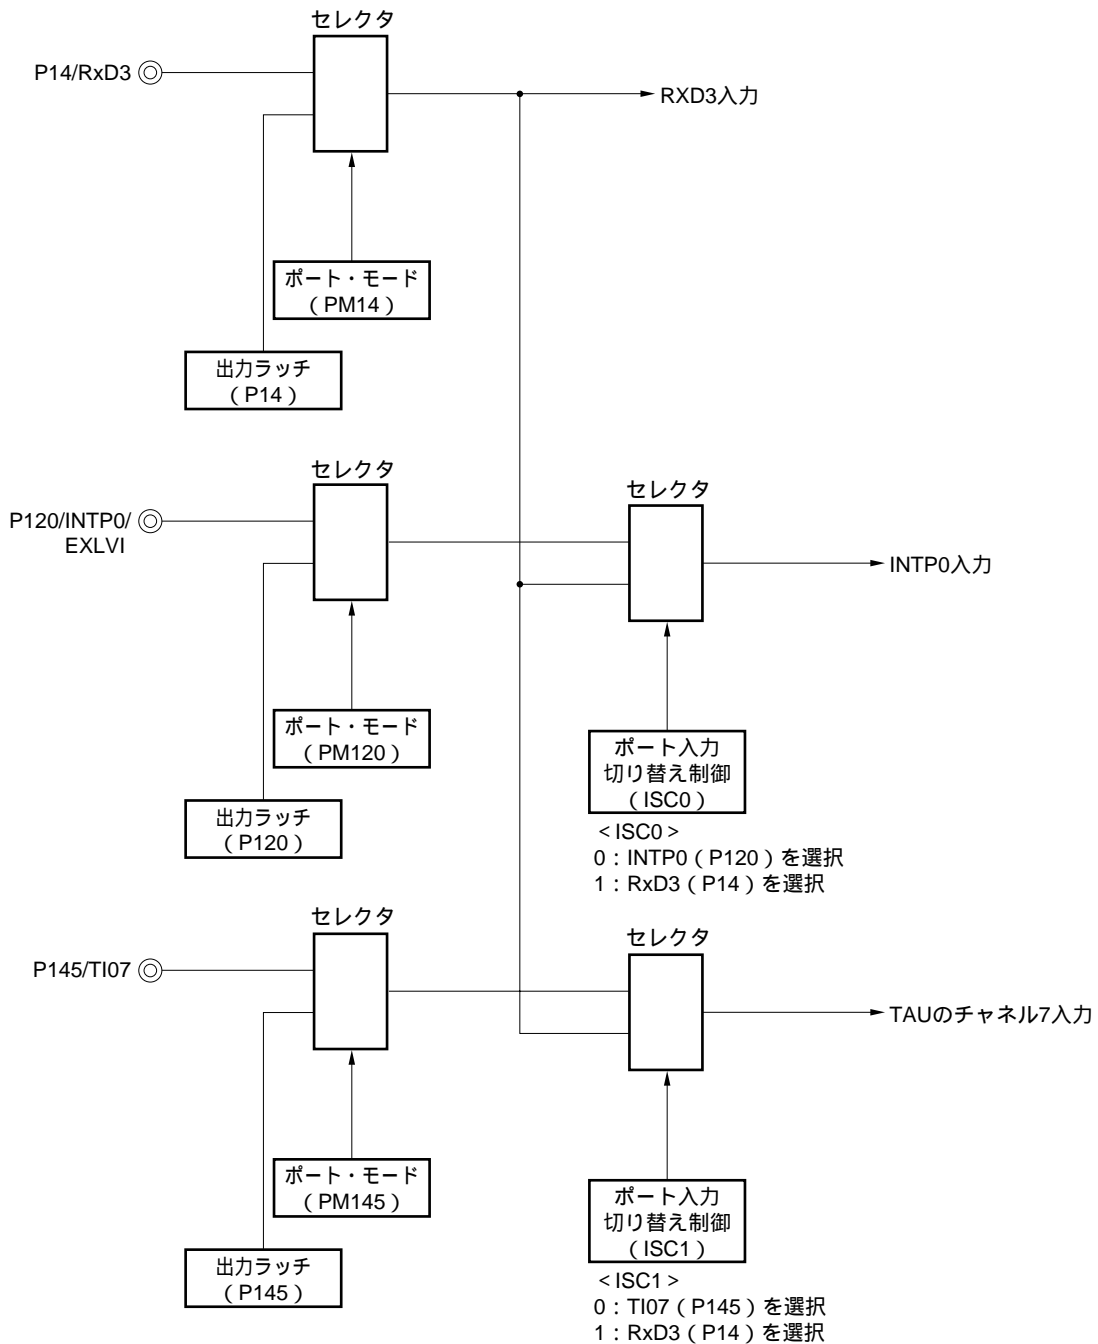 セレクタ
P14/RxD3
RXD3入力
ポート・モード
（PM14）
出力ラッチ
（P14）
セレクタ
P120/INTP0/
EXLVI
セレクタ
INTP0入力
ポート・モード
（PM120）
ポート入力
切り替え制御
（ISC0）
出力ラッチ
（P120）
＜ISC0＞
0：INTP0（P120）を選択
1：RxD3（P14）を選択
セレクタ
P145/TI07
セレクタ
TAUのチャネル7入力
ポート・モード
（PM145）
ポート入力
切り替え制御
（ISC1）
出力ラッチ
（P145）
＜ISC1＞
0：TI07（P145）を選択
1：RxD3（P14）を選択